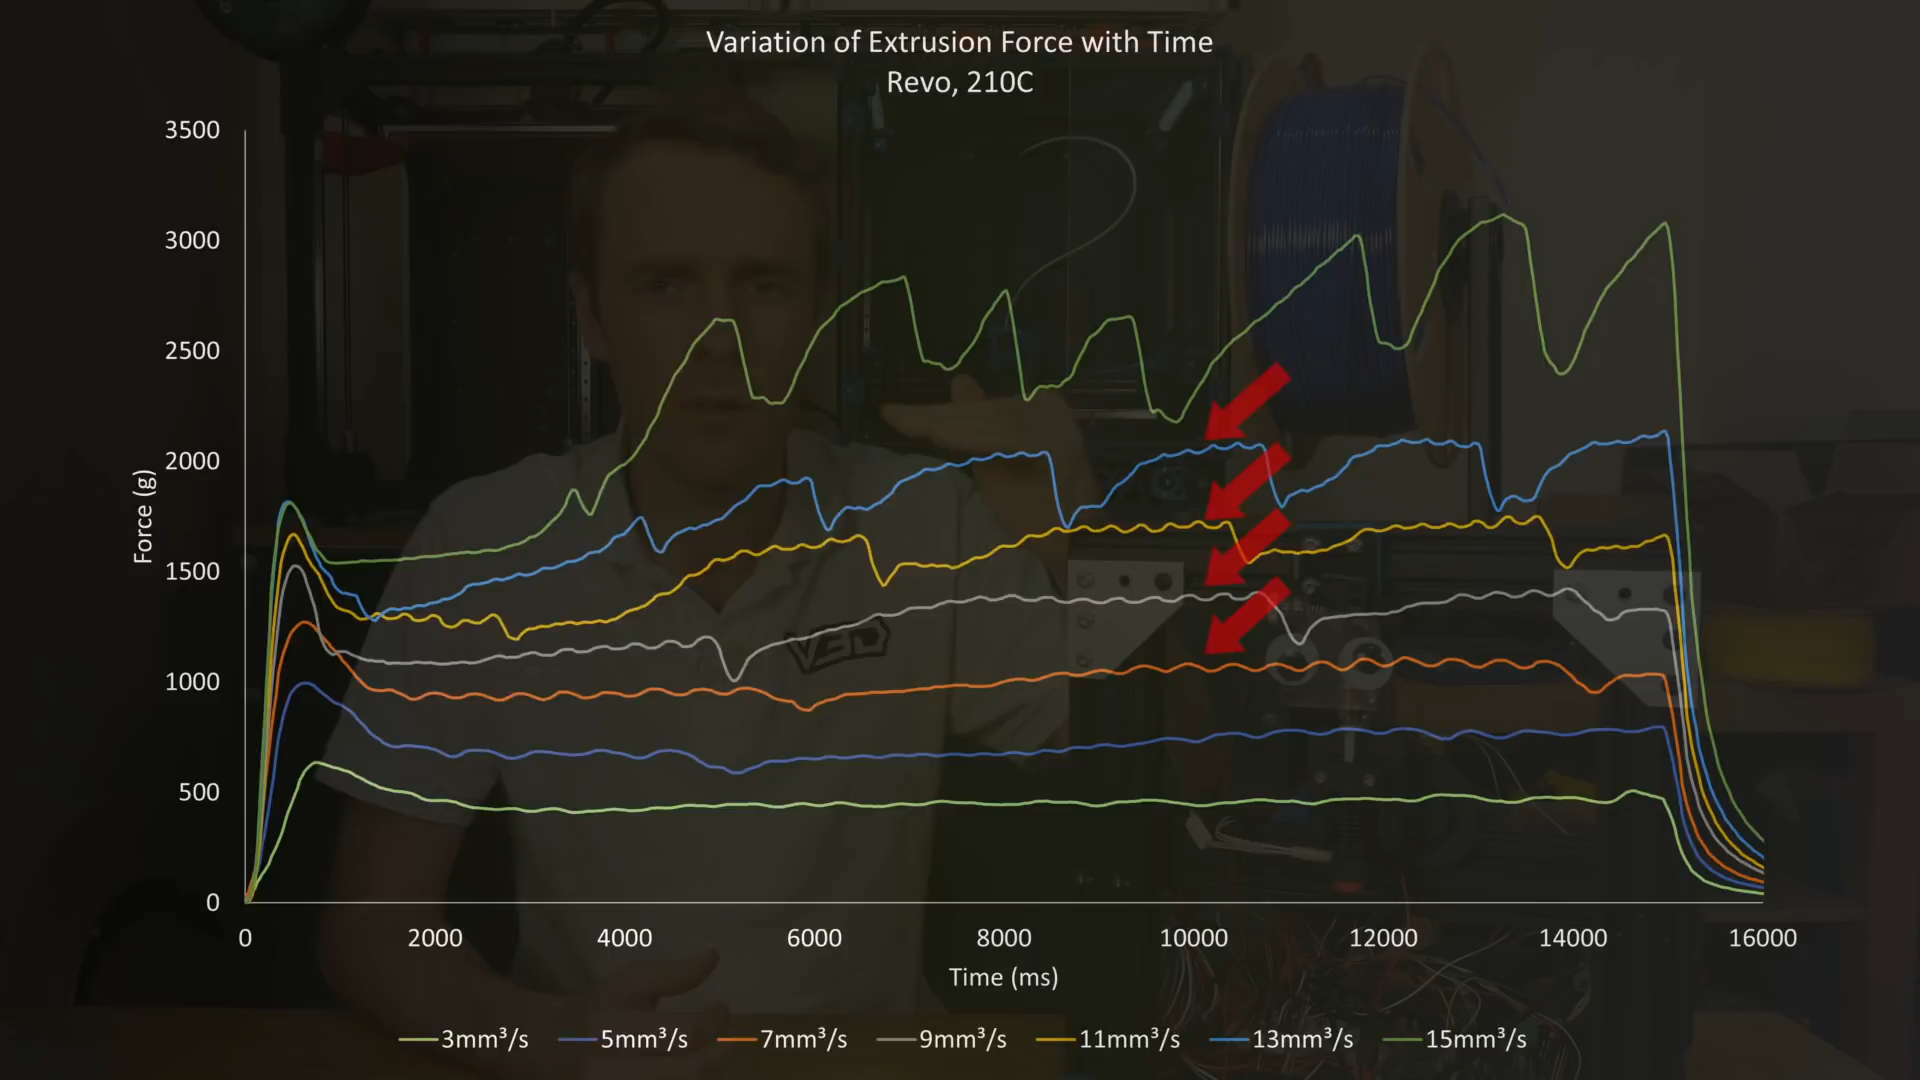 Variation of Extrusion Force with Time
Revo, 210C
3500
3000
2500
2000
1500
1000
500
0
Force (g)
0 2000 4000 6000 8000 10000 12000 14000 16000
Time (ms)
3mm³/s 5mm³/s 7mm³/s 9mm³/s 11mm³/s 13mm³/s 15mm³/s
V3D